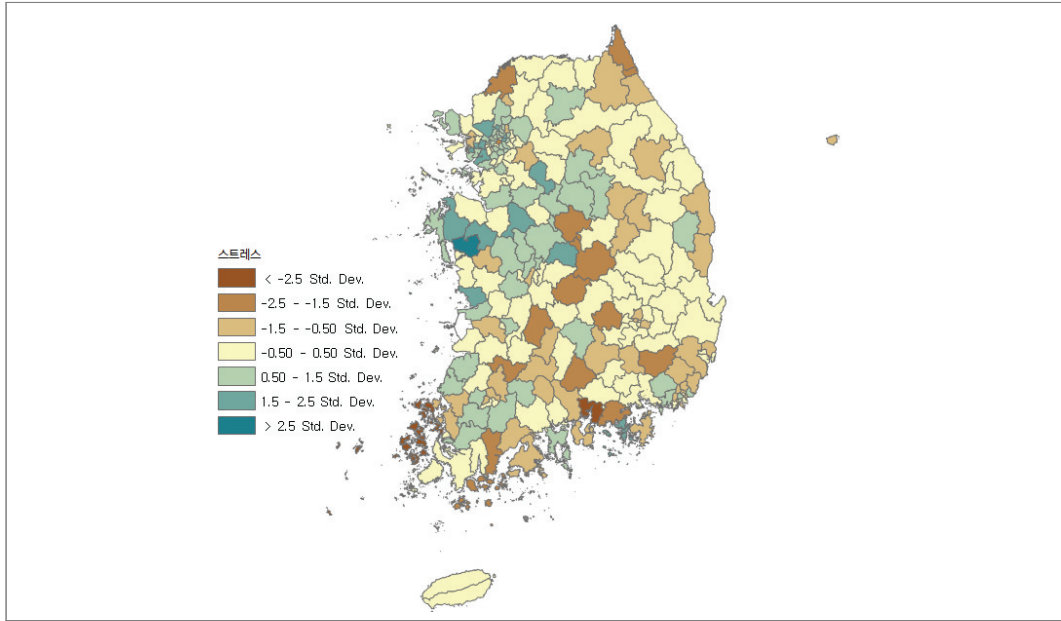 스트레스
< -2.5 Std. Dev.
-2.5 - -1.5 Std. Dev.
-1.5 - -0.50 Std. Dev.
-0.50 - 0.50 Std. Dev.
0.50 - 1.5 Std. Dev.
1.5 - 2.5 Std. Dev.
> 2.5 Std. Dev.